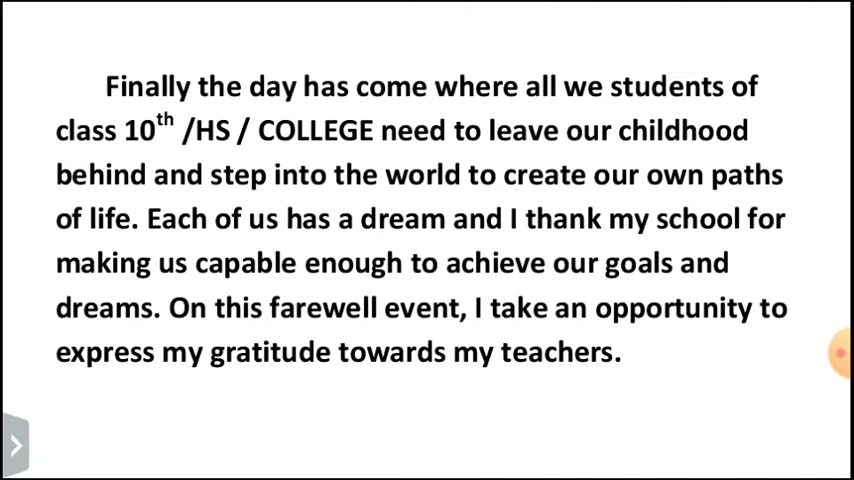 Finally the day has come where all we students of
class 10th /HS / COLLEGE need to leave our childhood
behind and step into the world to create our own paths
of life. Each of us has a dream and I thank my school for
making us capable enough to achieve our goals and
dreams. On this farewell event, I take an opportunity to
express my gratitude towards my teachers.